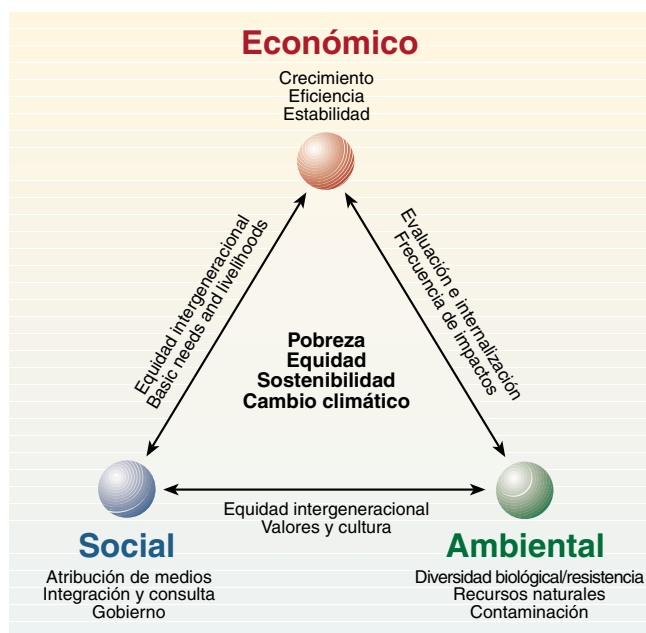 Económico
Crecimiento
Eficiencia
Estabilidad
Equidad intergeneracional
Basic needs and livelihoods
Evaluación e internalización
Frecuencia de impactos
Pobreza
Equidad
Sostenibilidad
Cambio climático
Equidad intergeneracional
Valores y cultura
Social
Atribución de medios
Integración y consulta
Gobierno
Ambiental
Diversidad biológical/resistencia
Recursos naturales
Contaminación